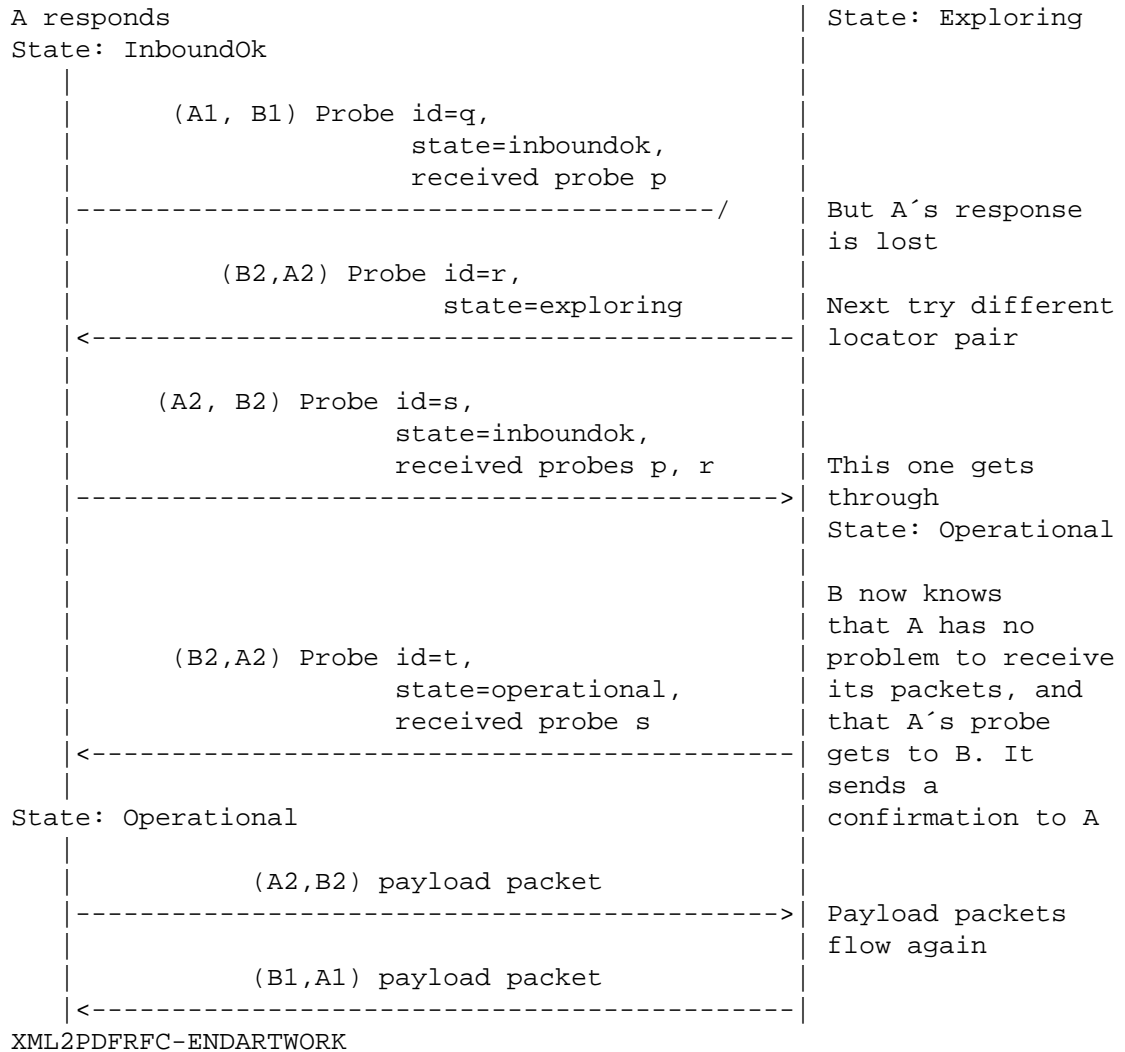 A responds | State: Exploring
State: InboundOk |
| |
| (A1, B1) Probe id=q, |
| state=inboundok, |
| received probe p |
|----------------------------------------/ | But A´s response
| | is lost
| (B2,A2) Probe id=r, |
| state=exploring | Next try different
|<--------------------------------------------| locator pair
| |
| (A2, B2) Probe id=s, |
| state=inboundok, |
| received probes p, r | This one gets
|-------------------------------------------->| through
| | State: Operational
| |
| | B now knows
| | that A has no
| (B2,A2) Probe id=t, | problem to receive
| state=operational, | its packets, and
| received probe s | that A´s probe
|<--------------------------------------------| gets to B. It
| | sends a
State: Operational | confirmation to A
| |
| (A2,B2) payload packet |
|-------------------------------------------->| Payload packets
| | flow again
| (B1,A1) payload packet |
|<--------------------------------------------|
XML2PDFRFC-ENDARTWORK